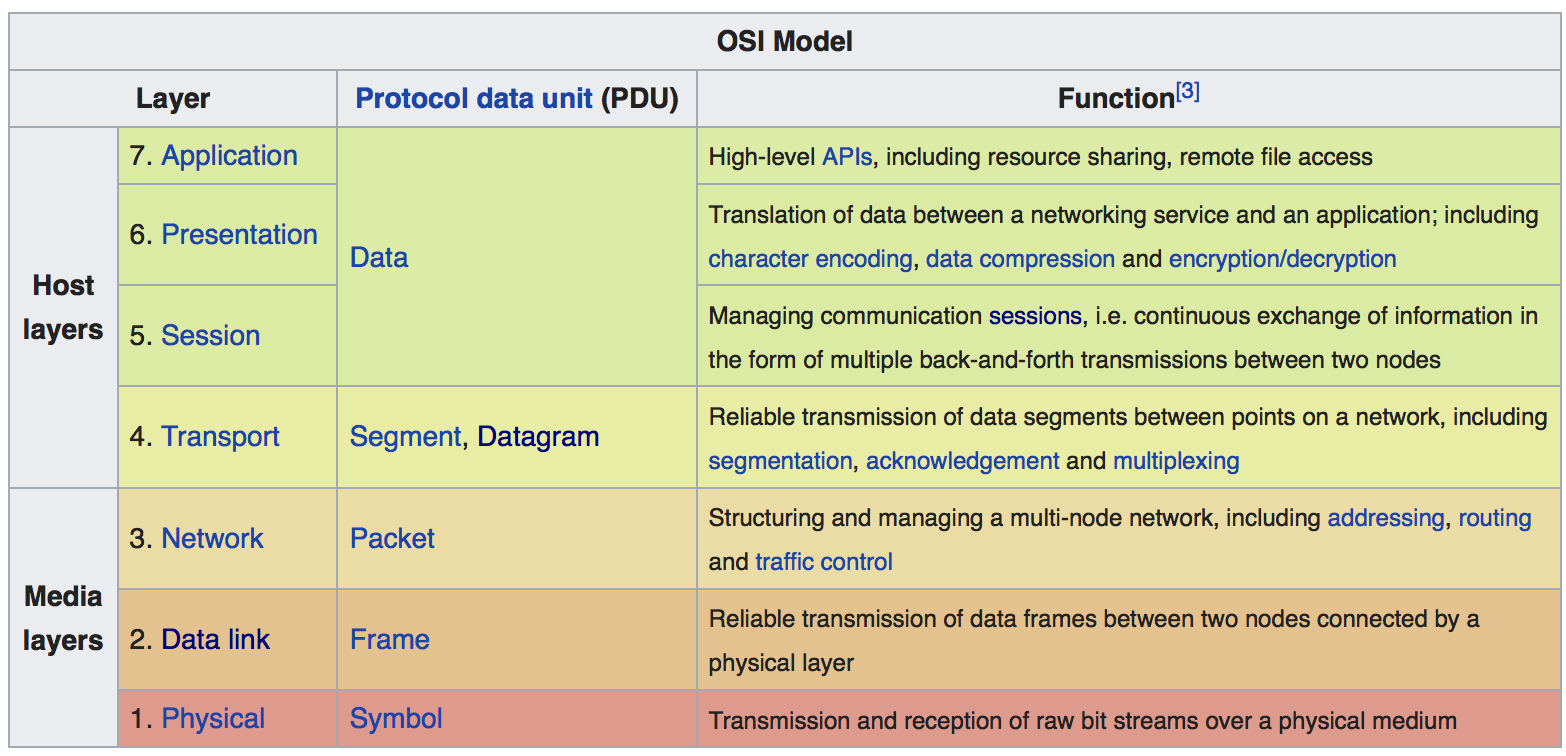 OSI Model
Layer
Protocol data unit (PDU)
Function[3]
Host
layers
7. Application
Data
High-level APIs, including resource sharing, remote file access
6. Presentation
Translation of data between a networking service and an application; including
character encoding, data compression and encryption/decryption
5. Session
Managing communication sessions, i.e. continuous exchange of information in
the form of multiple back-and-forth transmissions between two nodes
4. Transport
Segment, Datagram
Reliable transmission of data segments between points on a network, including
segmentation, acknowledgement and multiplexing
Media
layers
3. Network
Packet
Structuring and managing a multi-node network, including addressing, routing
and traffic control
2. Data link
Frame
Reliable transmission of data frames between two nodes connected by a
physical layer
1. Physical
Symbol
Transmission and reception of raw bit streams over a physical medium